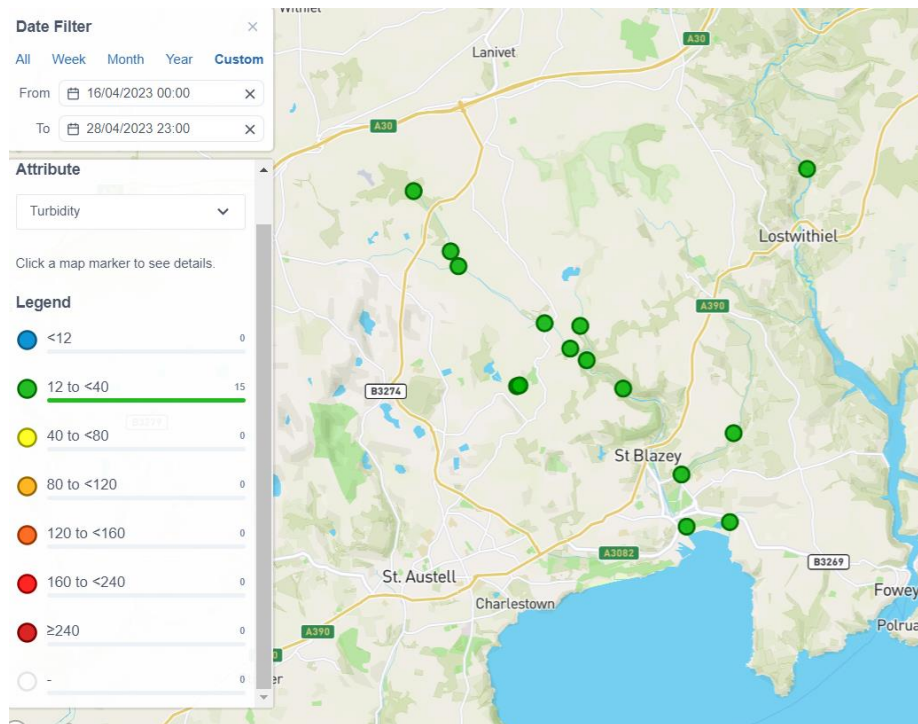 Date Filter ×
All Week Month Year Custom
From 16/04/2023 00:00 ×
To 28/04/2023 23:00 ×
Attribute
Turbidity
Click a map marker to see details.
Legend
<12 0
12 to <40 15
40 to <80 0
80 to <120 0
120 to <160 0
160 to <240 0
≥240 0
- 0
Withiel
Lanivet
A30
A30
Lostwithiel
A390
B3274
St Blazey
A3082
B3269
St. Austell
Charlestown
Fowey
Polrua
A390
er